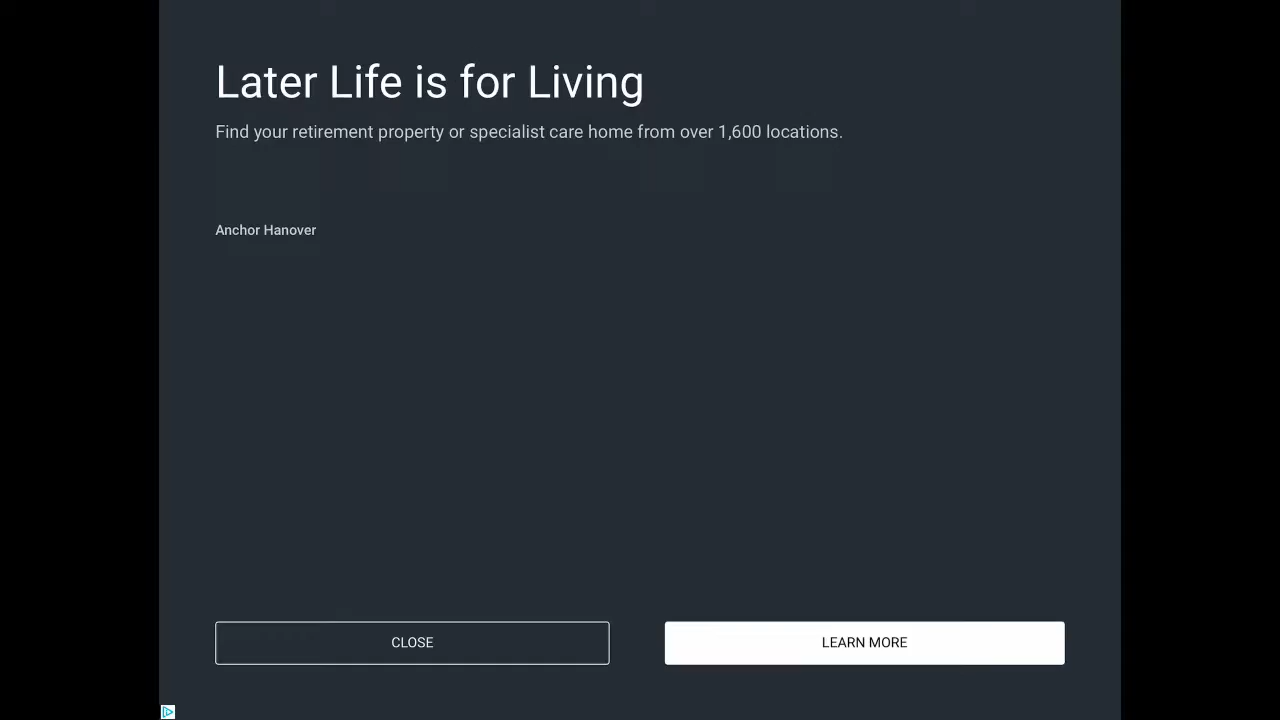 Later Life is for Living
Find your retirement property or specialist care home from over 1,600 locations.
Anchor Hanover
CLOSE
LEARN MORE